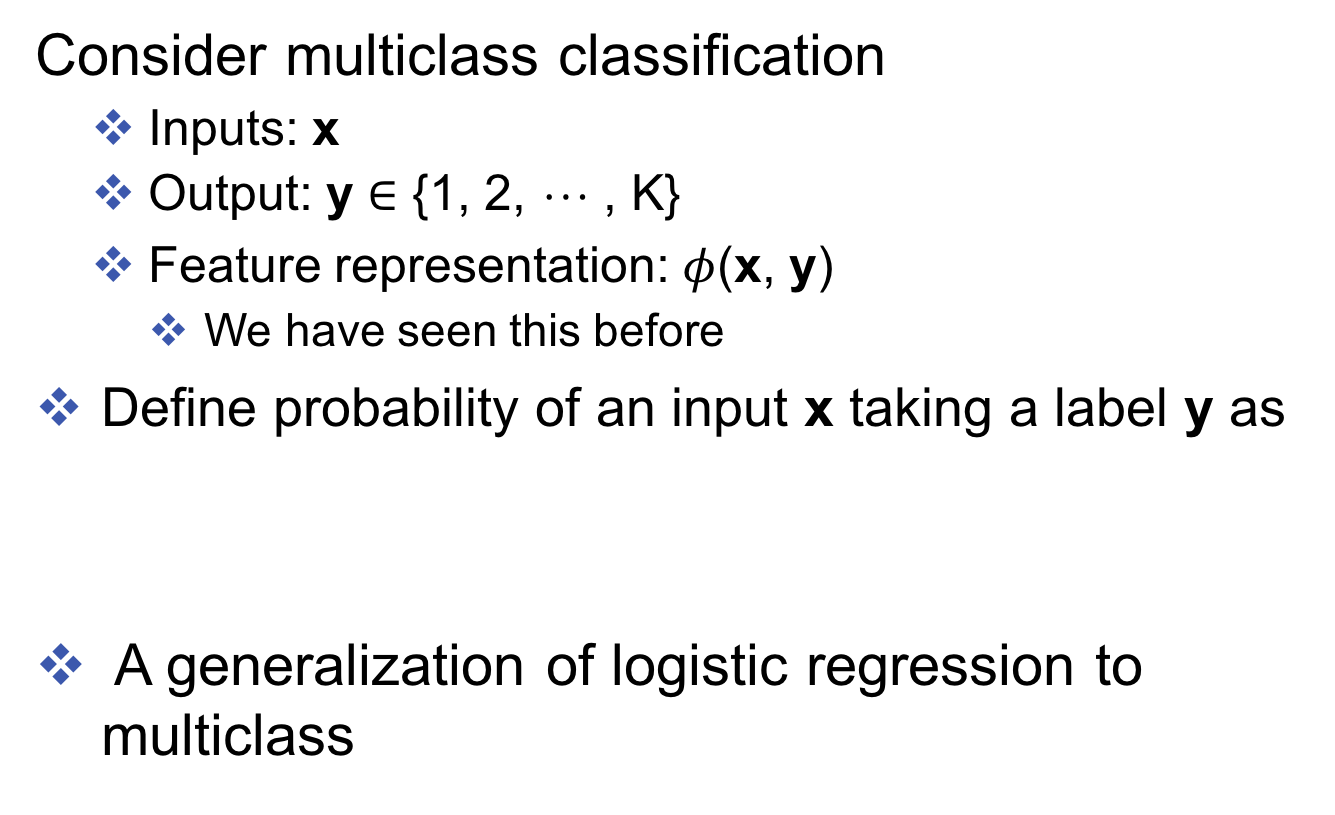 Consider multiclass classification
❖ Inputs: x
❖ Output: y ∈ {1, 2, ⋯ , K}
❖ Feature representation: ϕ(x, y)
❖ We have seen this before
❖ Define probability of an input x taking a label y as
❖ A generalization of logistic regression to
multiclass